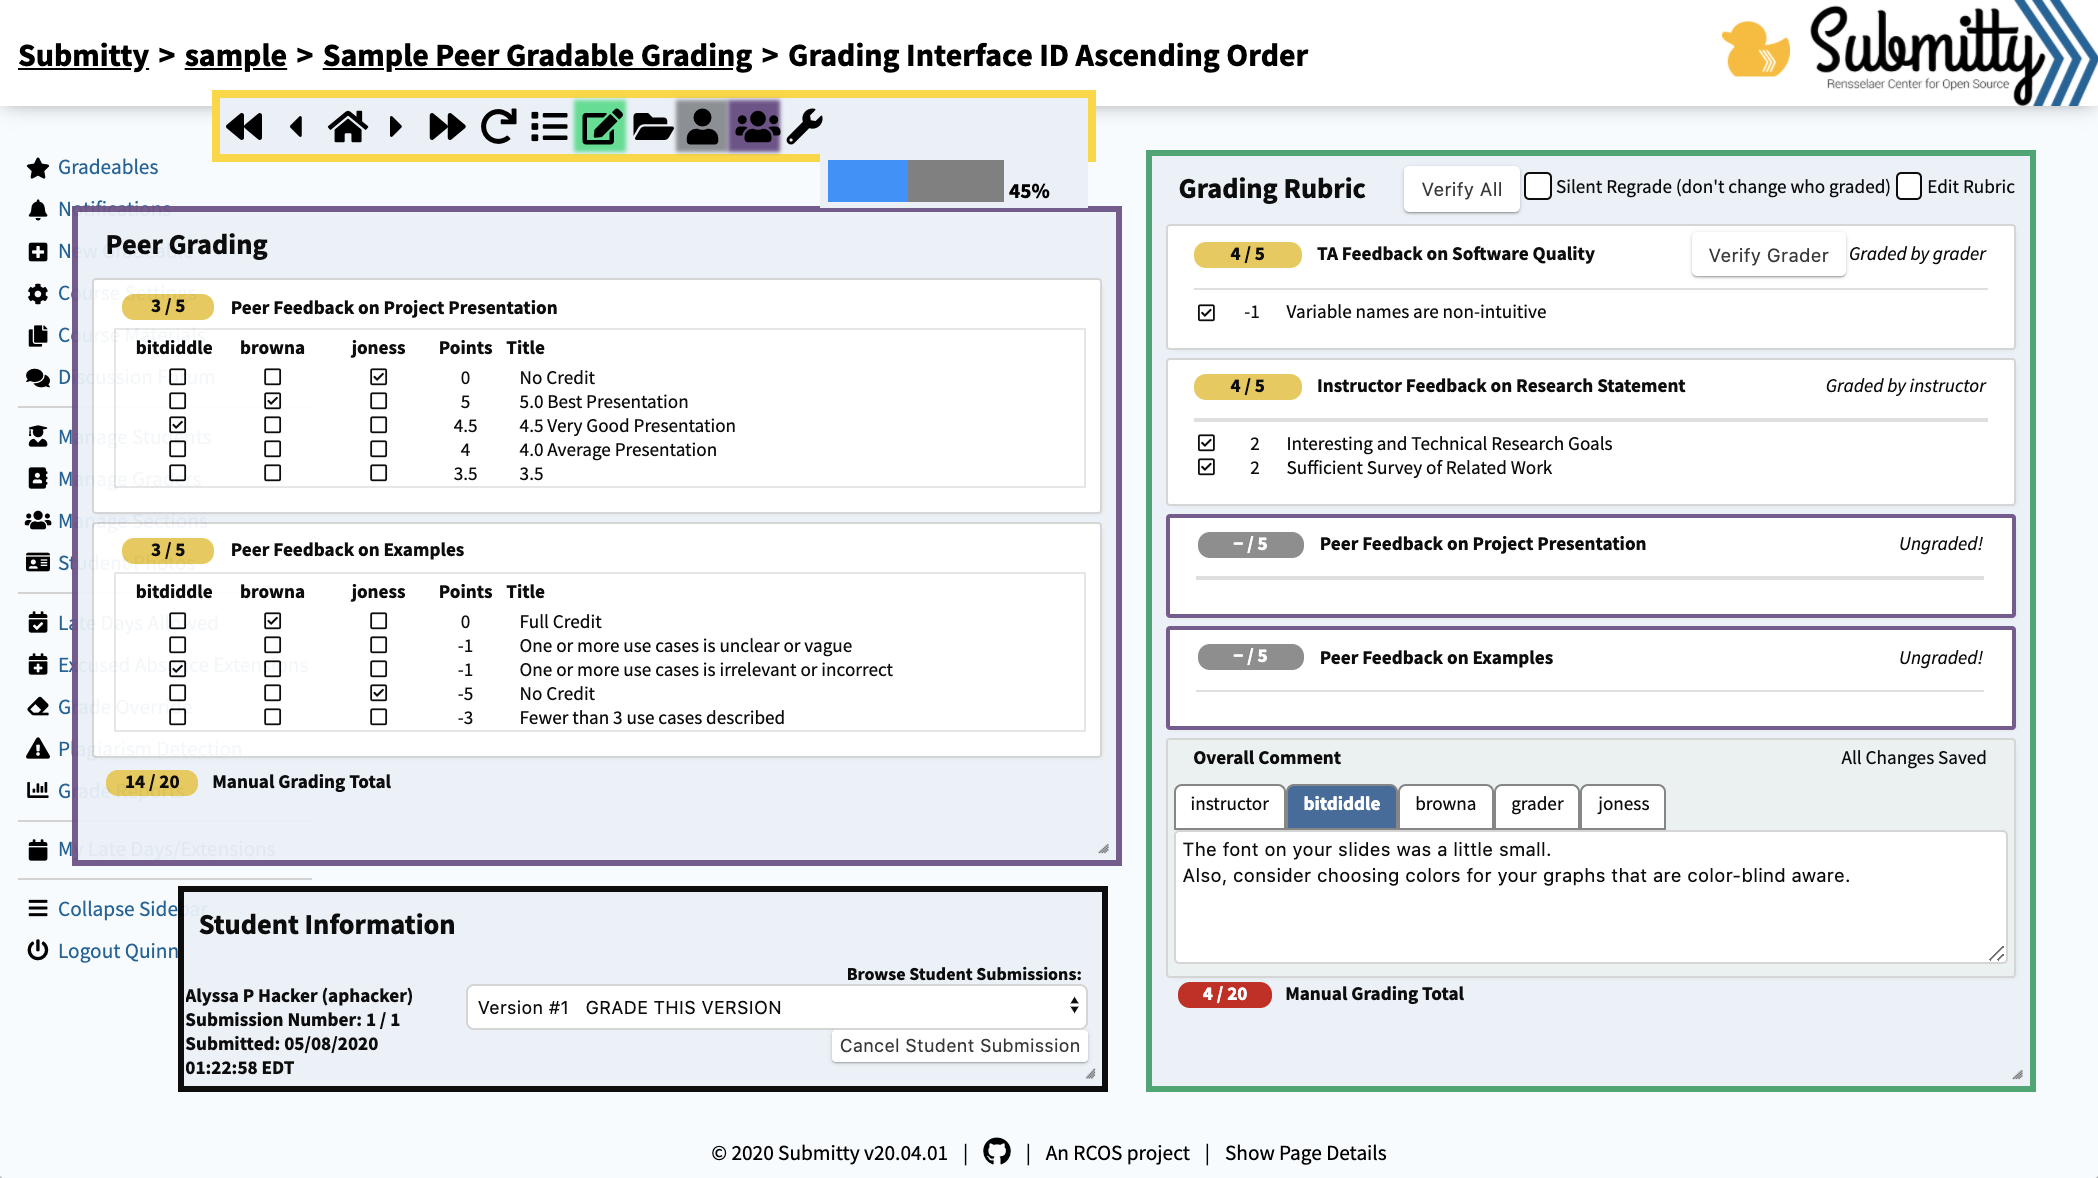 Submitty > sample > Sample Peer Gradable Grading > Grading Interface ID Ascending Order
Submitty
Rensselaer Center for Open Source
45%
Gradeables
Notifications
Course Settings
Course Materials
Discussion Forum
Manage Students
Manage Graders
Manage Sections
Student Photos
Late Days Allowed
Excused Absence Extensions
Grade Override
Plagiarism Detection
Grade Reports
My Late Days/Extensions
Collapse Sidebar
Logout Quinn
Peer Grading
3 / 5 Peer Feedback on Project Presentation
bitdiddle browna joness Points Title
0 No Credit
5 5.0 Best Presentation
4.5 4.5 Very Good Presentation
4 4.0 Average Presentation
3.5 3.5
3 / 5 Peer Feedback on Examples
bitdiddle browna joness Points Title
0 Full Credit
-1 One or more use cases is unclear or vague
-1 One or more use cases is irrelevant or incorrect
-5 No Credit
-3 Fewer than 3 use cases described
14 / 20 Manual Grading Total
Student Information
Browse Student Submissions:
Alyssa P Hacker (aphacker)
Submission Number: 1 / 1
Submitted: 05/08/2020
01:22:58 EDT
Version #1 GRADE THIS VERSION
Cancel Student Submission
Grading Rubric Verify All Silent Regrade (don't change who graded) Edit Rubric
4 / 5 TA Feedback on Software Quality Verify Grader Graded by grader
-1 Variable names are non-intuitive
4 / 5 Instructor Feedback on Research Statement Graded by instructor
2 Interesting and Technical Research Goals
2 Sufficient Survey of Related Work
– / 5 Peer Feedback on Project Presentation Ungraded!
– / 5 Peer Feedback on Examples Ungraded!
Overall Comment All Changes Saved
instructor bitdiddle browna grader joness
The font on your slides was a little small.
Also, consider choosing colors for your graphs that are color-blind aware.
4 / 20 Manual Grading Total
© 2020 Submitty v20.04.01 | | An RCOS project | Show Page Details